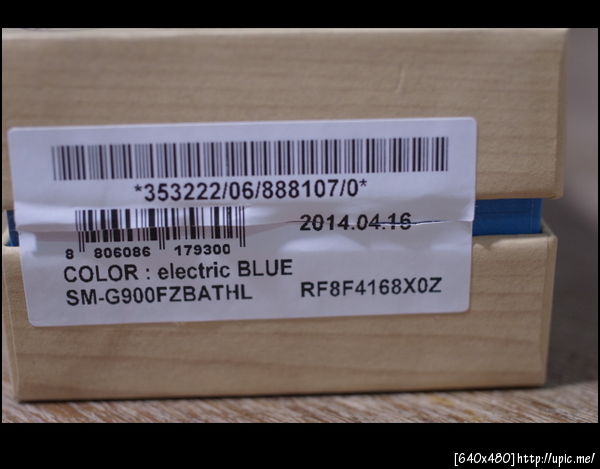 *353222/06/888107/0*
2014.04.16
8 806086 179300
COLOR : electric BLUE
SM-G900FZBATHL RF8F4168X0Z
[640x480]http://upic.me/